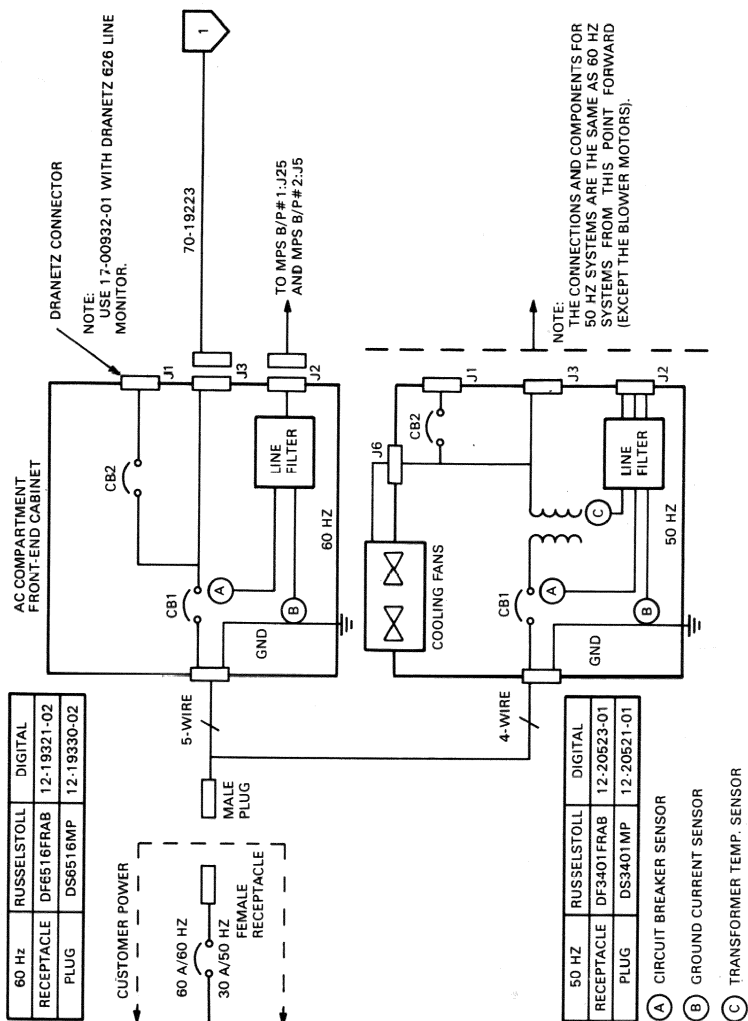 60 Hz RUSSELSTOLL DIGITAL
RECEPTACLE DF6516FRAB 12-19321-02
PLUG DS6516MP 12-19330-02
CUSTOMER POWER
60 A/60 HZ
30 A/50 HZ
FEMALE
RECEPTACLE
MALE
PLUG
5-WIRE
4-WIRE
AC COMPARTMENT
FRONT-END CABINET
CB1
CB2
A
B
GND
LINE
FILTER
60 HZ
J1
J3
J2
DRANETZ CONNECTOR
NOTE:
USE 17-00932-01 WITH DRANETZ 626 LINE
MONITOR.
70-19223
1
TO MPS B/P#1:J25
AND MPS B/P#2:J5
COOLING FANS
J6
CB2
CB1
A
B
C
GND
LINE
FILTER
50 HZ
J1
J3
J2
NOTE:
THE CONNECTIONS AND COMPONENTS FOR
50 HZ SYSTEMS ARE THE SAME AS 60 HZ
SYSTEMS FROM THIS POINT FORWARD
(EXCEPT THE BLOWER MOTORS).
50 HZ RUSSELSTOLL DIGITAL
RECEPTACLE DF3401FRAB 12-20523-01
PLUG DS3401MP 12-20521-01
A CIRCUIT BREAKER SENSOR
B GROUND CURRENT SENSOR
C TRANSFORMER TEMP. SENSOR